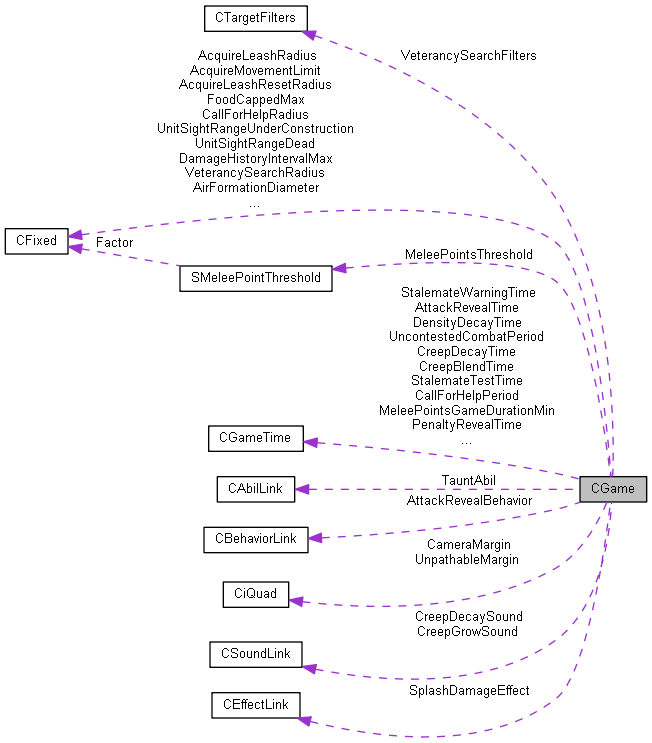 CTargetFilters
VeterancySearchFilters
AcquireLeashRadius
AcquireMovementLimit
AcquireLeashResetRadius
FoodCappedMax
CallForHelpRadius
UnitSightRangeUnderConstruction
UnitSightRangeDead
DamageHistoryIntervalMax
VeterancySearchRadius
AirFormationDiameter
...
CFixed
Factor
SMeleePointThreshold
MeleePointsThreshold
StalemateWarningTime
AttackRevealTime
DensityDecayTime
UncontestedCombatPeriod
CreepDecayTime
CreepBlendTime
StalemateTestTime
CallForHelpPeriod
MeleePointsGameDurationMin
PenaltyRevealTime
...
CGameTime
CAbilLink
TauntAbil
CGame
AttackRevealBehavior
CBehaviorLink
CameraMargin
UnpathableMargin
CiQuad
CreepDecaySound
CreepGrowSound
CSoundLink
SplashDamageEffect
CEffectLink